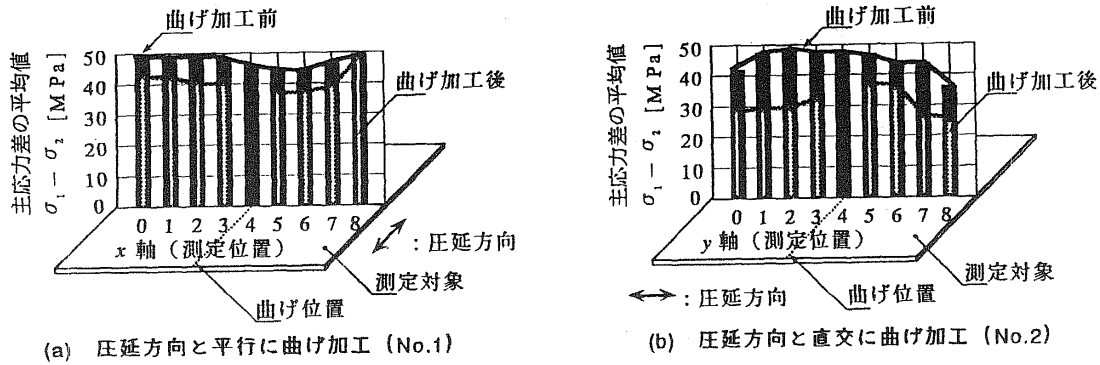 曲げ加工前
主応力差の平均値
σ₁ − σ₂ [MPa]
50
40
30
20
10
0
曲げ加工後
0 1 2 3 4 5 6 7 8
x 軸（測定位置）
:圧延方向
測定対象
曲げ位置
(a) 圧延方向と平行に曲げ加工（No.1）
曲げ加工前
主応力差の平均値
σ₁ − σ₂ [MPa]
50
40
30
20
10
0
曲げ加工後
0 1 2 3 4 5 6 7 8
y 軸（測定位置）
測定対象
:圧延方向
曲げ位置
(b) 圧延方向と直交に曲げ加工（No.2）